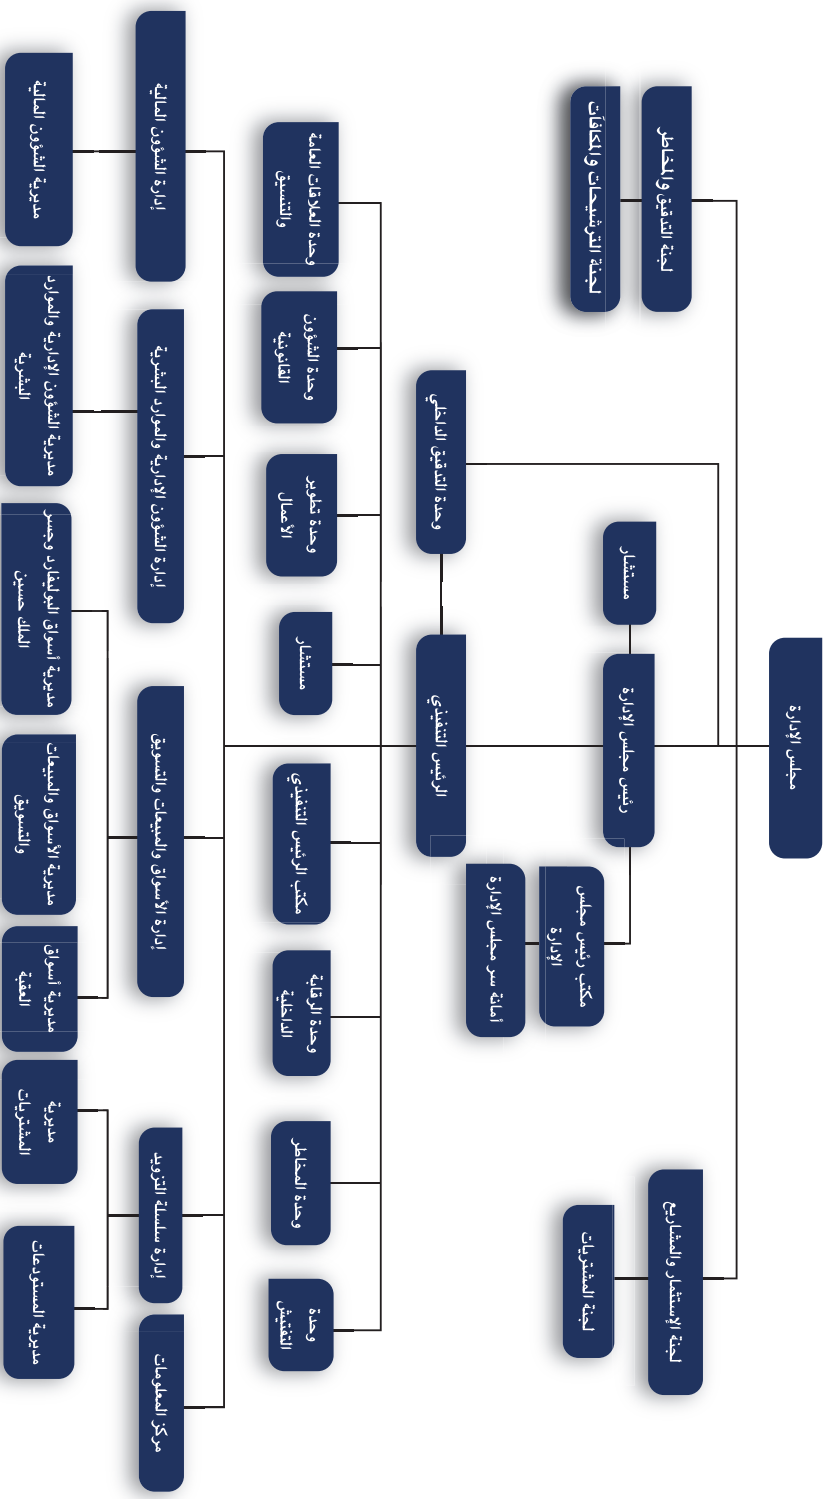 مجلس الإدارة
لجنة التدقيق والمخاطر
لجنة الترشيحات والمكافآت
لجنة الإستثمار والمشاريع
لجنة المشتريات
مستشار
رئيس مجلس الإدارة
مكتب رئيس مجلس
الإدارة
أمانة سر مجلس الإدارة
وحدة التدقيق الداخلي
الرئيس التنفيذي
وحدة العلاقات العامة
والتنسيق
وحدة الشؤون
القانونية
وحدة تطوير
الأعمال
مستشار
مكتب الرئيس التنفيذي
وحدة الرقابة
الداخلية
وحدة المخاطر
وحدة
التفتيش
إدارة الشؤون المالية
إدارة الشؤون الإدارية والموارد البشرية
إدارة الأسواق والمبيعات والتسويق
إدارة سلسلة التزويد
مركز المعلومات
مديرية الشؤون المالية
مديرية الشؤون الإدارية والموارد
البشرية
مديرية أسواق البوليفارد وجسر
الملك حسين
مديرية الأسواق والمبيعات
والتسويق
مديرية أسواق
العقبة
مديرية
المشتريات
مديرية المستودعات